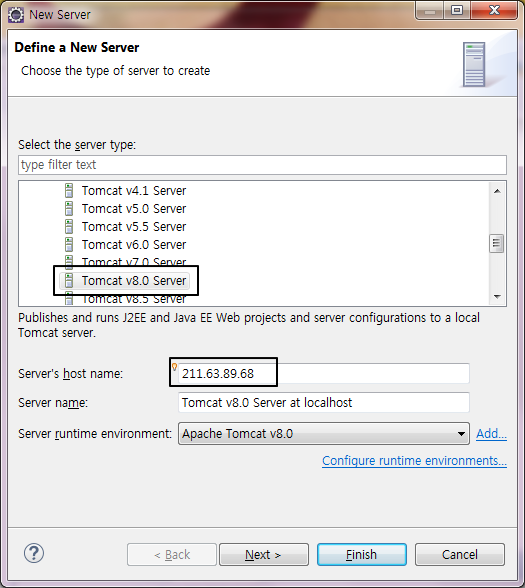 New Server
Define a New Server
Choose the type of server to create
Select the server type:
type filter text
Tomcat v4.1 Server
Tomcat v5.0 Server
Tomcat v5.5 Server
Tomcat v6.0 Server
Tomcat v7.0 Server
Tomcat v8.0 Server
Tomcat v8.5 Server
Publishes and runs J2EE and Java EE Web projects and server configurations to a local
Tomcat server.
Server's host name: 211.63.89.68
Server name: Tomcat v8.0 Server at localhost
Server runtime environment: Apache Tomcat v8.0 Add...
Configure runtime environments...
? < Back Next > Finish Cancel